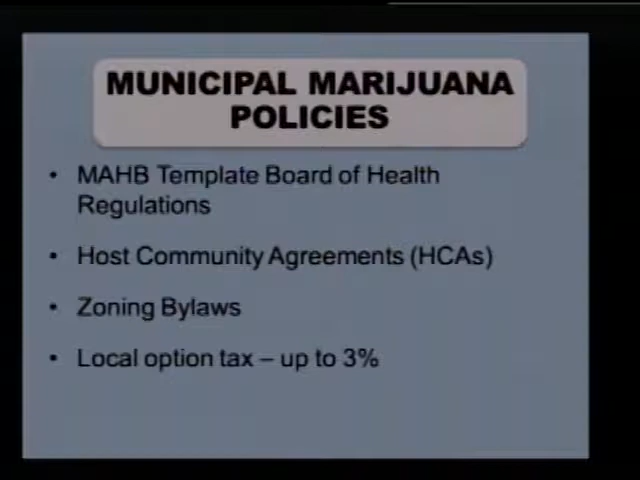 MUNICIPAL MARIJUANA
POLICIES
• MAHB Template Board of Health
Regulations
• Host Community Agreements (HCAs)
• Zoning Bylaws
• Local option tax – up to 3%